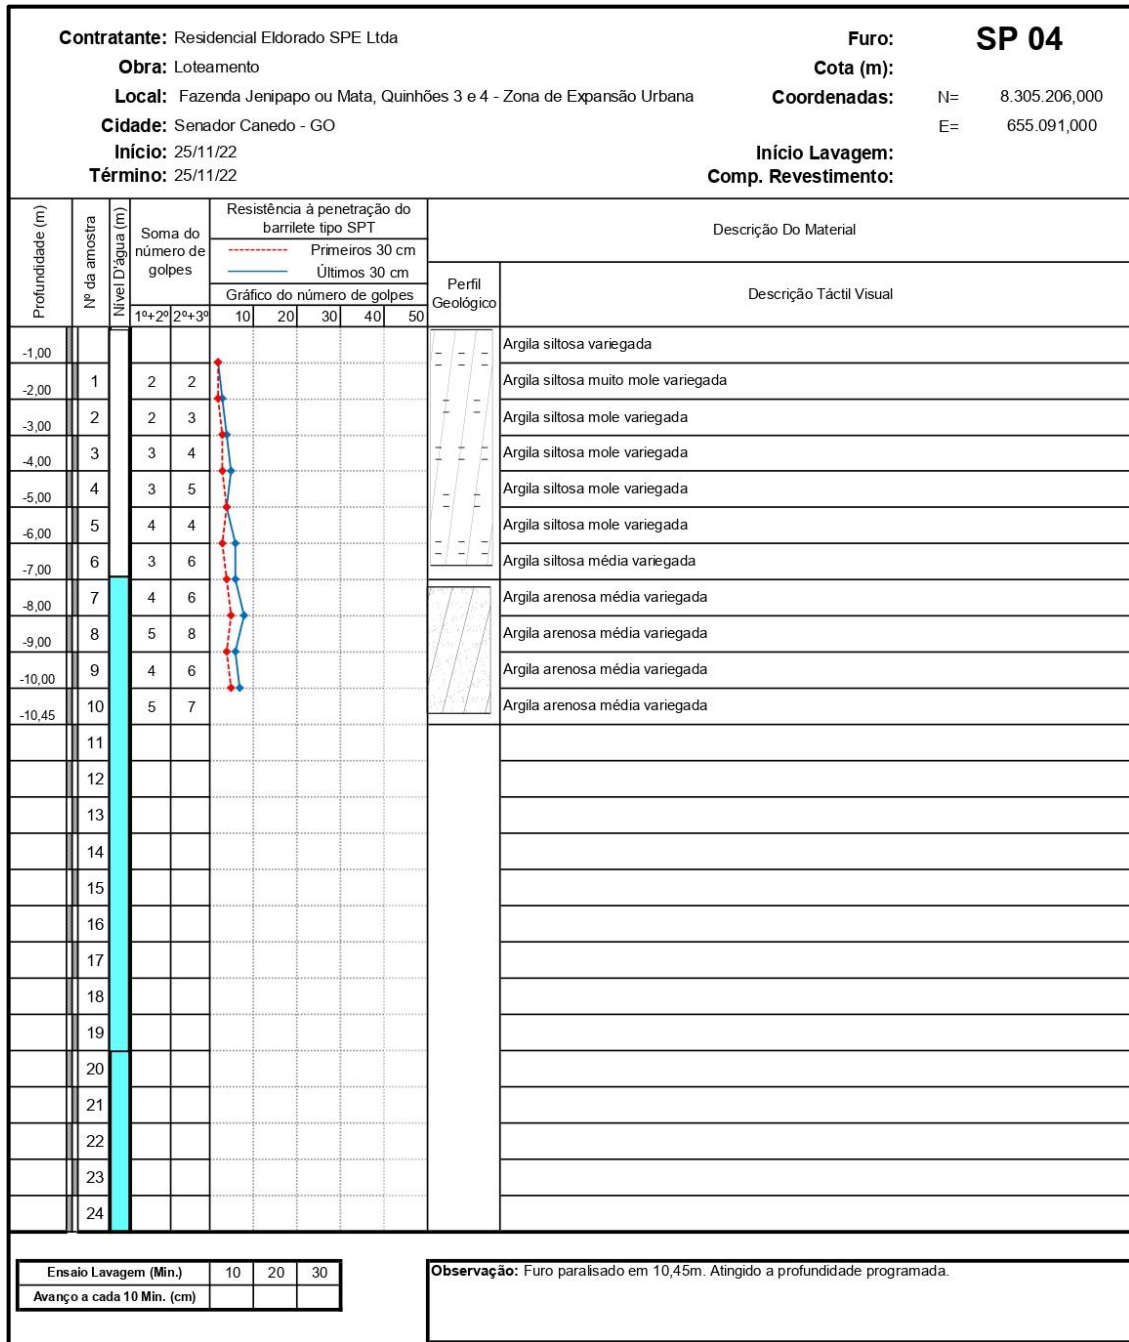 Contratante: Residencial Eldorado SPE Ltda
Furo: SP 04
Obra: Loteamento
Cota (m):
Local: Fazenda Jenipapo ou Mata, Quinhões 3 e 4 - Zona de Expansão Urbana
Coordenadas: N= 8.305.206,000
Cidade: Senador Canedo - GO
E= 655.091,000
Início: 25/11/22
Início Lavagem:
Término: 25/11/22
Comp. Revestimento:
Profundidade (m)
Nº da amostra
Nível D'água (m)
Soma do
número de
golpes
1º+2º 2º+3º
Resistência à penetração do
barrilete tipo SPT
Primeiros 30 cm
Últimos 30 cm
Gráfico do número de golpes
10 20 30 40 50
Descrição Do Material
Perfil
Geológico
Descrição Táctil Visual
-1,00 Argila siltosa variegada
-2,00 1 2 2 Argila siltosa muito mole variegada
-3,00 2 2 3 Argila siltosa mole variegada
-4,00 3 3 4 Argila siltosa mole variegada
-5,00 4 3 5 Argila siltosa mole variegada
-6,00 5 4 4 Argila siltosa mole variegada
-7,00 6 3 6 Argila siltosa média variegada
-8,00 7 4 6 Argila arenosa média variegada
-9,00 8 5 8 Argila arenosa média variegada
-10,00 9 4 6 Argila arenosa média variegada
-10,45 10 5 7 Argila arenosa média variegada
11
12
13
14
15
16
17
18
19
20
21
22
23
24
Ensaio Lavagem (Min.) 10 20 30
Avanço a cada 10 Min. (cm)
Observação: Furo paralisado em 10,45m. Atingido a profundidade programada.